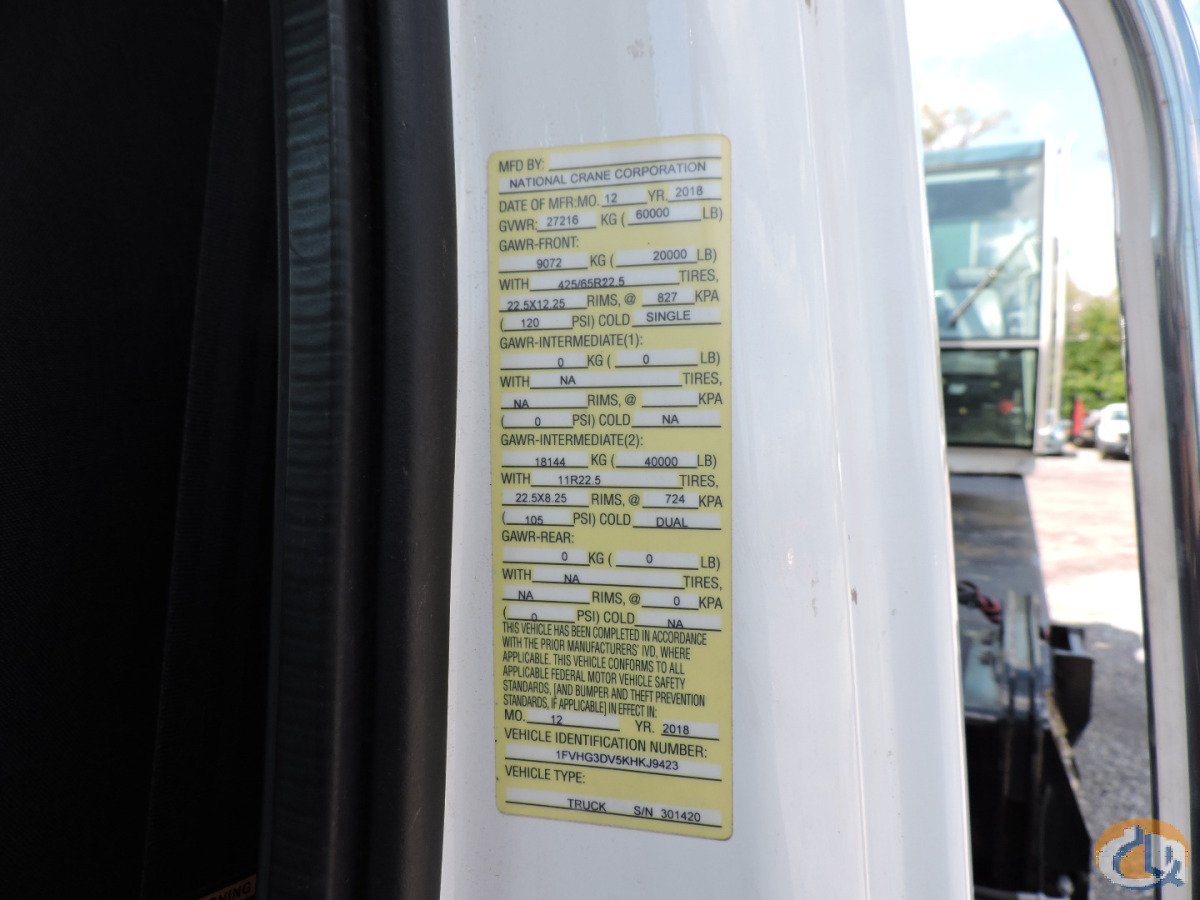 MFD BY:
NATIONAL CRANE CORPORATION
DATE OF MFR:MO. 12 YR. 2018
GVWR: 27216 KG ( 60000 LB)
GAWR-FRONT:
9072 KG ( 20000 LB)
WITH 425/65R22.5 TIRES,
22.5X12.25 RIMS, @ 827 KPA
( 120 PSI) COLD SINGLE
GAWR-INTERMEDIATE(1):
0 KG ( 0 LB)
WITH NA TIRES,
NA RIMS, @ KPA
( 0 PSI) COLD NA
GAWR-INTERMEDIATE(2):
18144 KG ( 40000 LB)
WITH 11R22.5 TIRES,
22.5X8.25 RIMS, @ 724 KPA
( 105 PSI) COLD DUAL
GAWR-REAR:
0 KG ( 0 LB)
WITH NA TIRES,
NA RIMS, @ 0 KPA
( 0 PSI) COLD NA
THIS VEHICLE HAS BEEN COMPLETED IN ACCORDANCE
WITH THE PRIOR MANUFACTURERS' IVD, WHERE
APPLICABLE. THIS VEHICLE CONFORMS TO ALL
APPLICABLE FEDERAL MOTOR VEHICLE SAFETY
STANDARDS, [AND BUMPER AND THEFT PREVENTION
STANDARDS, IF APPLICABLE] IN EFFECT IN:
MO. 12 YR. 2018
VEHICLE IDENTIFICATION NUMBER:
1FVHG3DV5KHKJ9423
VEHICLE TYPE:
TRUCK S/N 301420